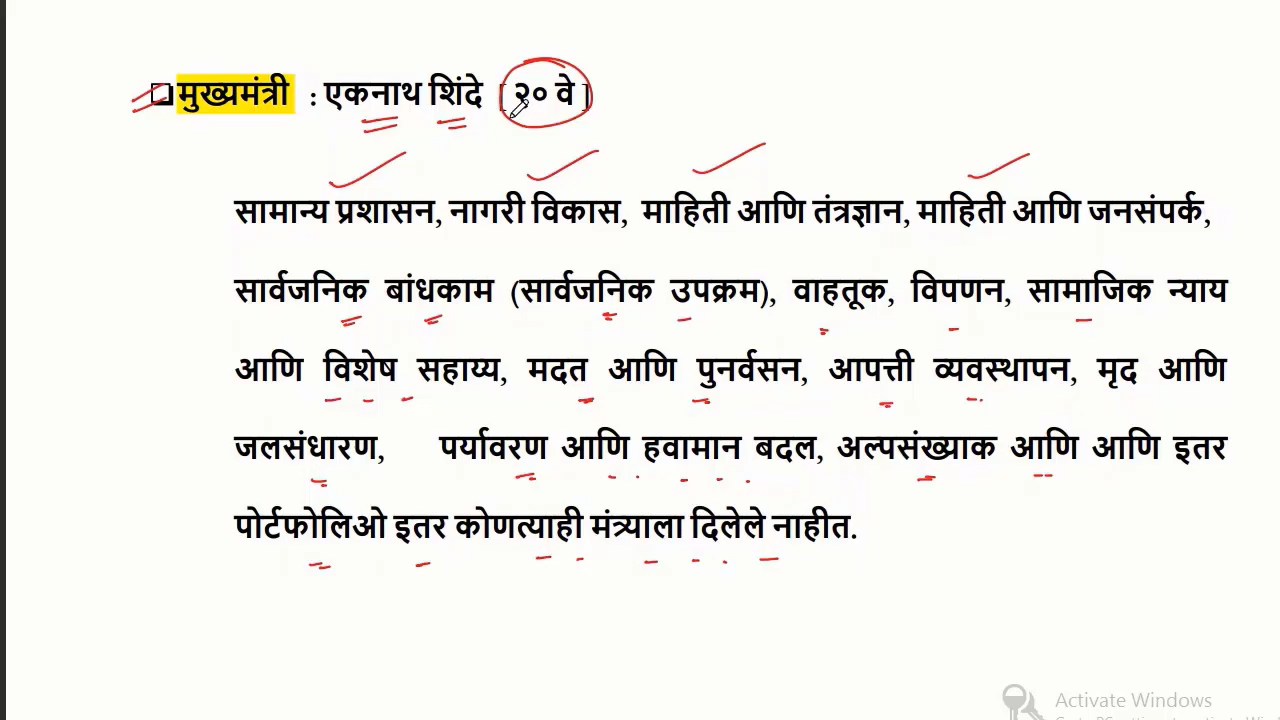 मुख्यमंत्री : एकनाथ शिंदे [ २० वे ]
सामान्य प्रशासन, नागरी विकास, माहिती आणि तंत्रज्ञान, माहिती आणि जनसंपर्क,
सार्वजनिक बांधकाम (सार्वजनिक उपक्रम), वाहतूक, विपणन, सामाजिक न्याय
आणि विशेष सहाय्य, मदत आणि पुनर्वसन, आपत्ती व्यवस्थापन, मृद आणि
जलसंधारण, पर्यावरण आणि हवामान बदल, अल्पसंख्याक आणि आणि इतर
पोर्टफोलिओ इतर कोणत्याही मंत्र्याला दिलेले नाहीत.
Activate Windows